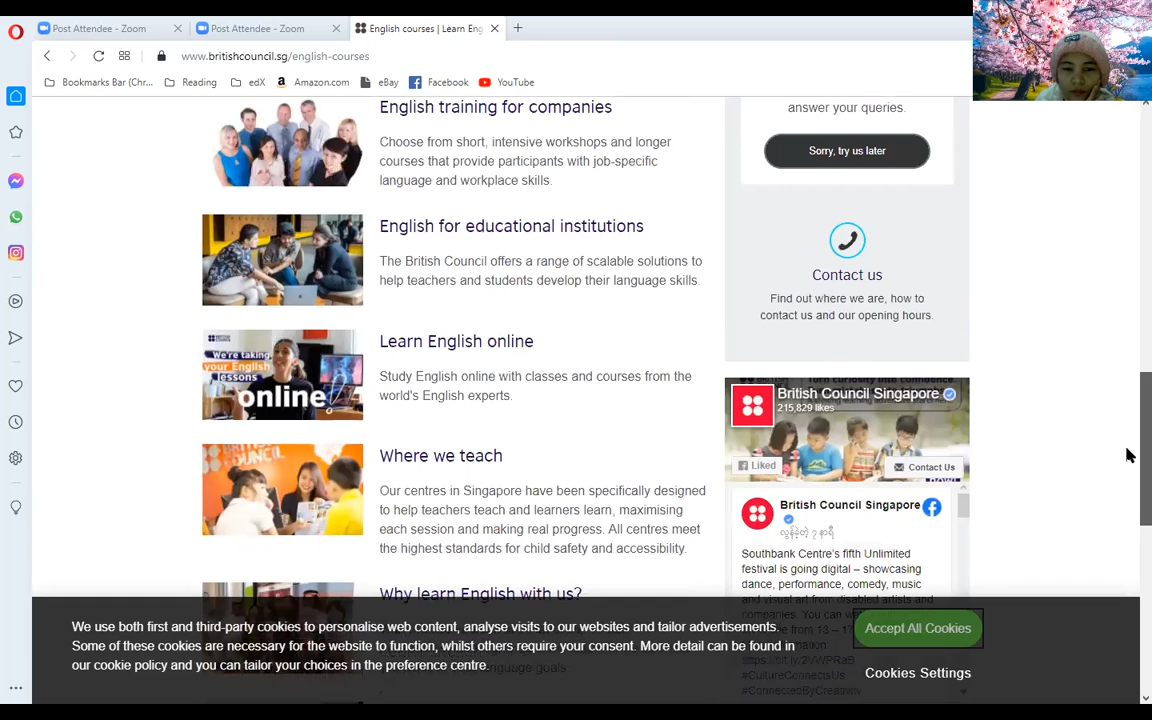 Post Attendee - Zoom
Post Attendee - Zoom
English courses | Learn Eng
www.britishcouncil.sg/english-courses
Bookmarks Bar (Chr...
Reading
edX
Amazon.com
eBay
Facebook
YouTube
English training for companies
Choose from short, intensive workshops and longer
courses that provide participants with job-specific
language and workplace skills.
English for educational institutions
The British Council offers a range of scalable solutions to
help teachers and students develop their language skills.
We're taking
your English
lessons
online
Learn English online
Study English online with classes and courses from the
world's English experts.
Where we teach
Our centres in Singapore have been specifically designed
to help teachers teach and learners learn, maximising
each session and making real progress. All centres meet
the highest standards for child safety and accessibility.
Why learn English with us?
answer your queries.
Sorry, try us later
Contact us
Find out where we are, how to
contact us and our opening hours.
British Council Singapore
215,829 likes
Liked
Contact Us
British Council Singapore
Southbank Centre's fifth Unlimited
festival is going digital – showcasing
dance, performance, comedy, music
and visual art from disabled artists and
companies. You can
#CultureConnectsUs
#ConnectedByCreativity
We use both first and third-party cookies to personalise web content, analyse visits to our websites and tailor advertisements.
Some of these cookies are necessary for the website to function, whilst others require your consent. More detail can be found in
our cookie policy and you can tailor your choices in the preference centre.
Accept All Cookies
Cookies Settings